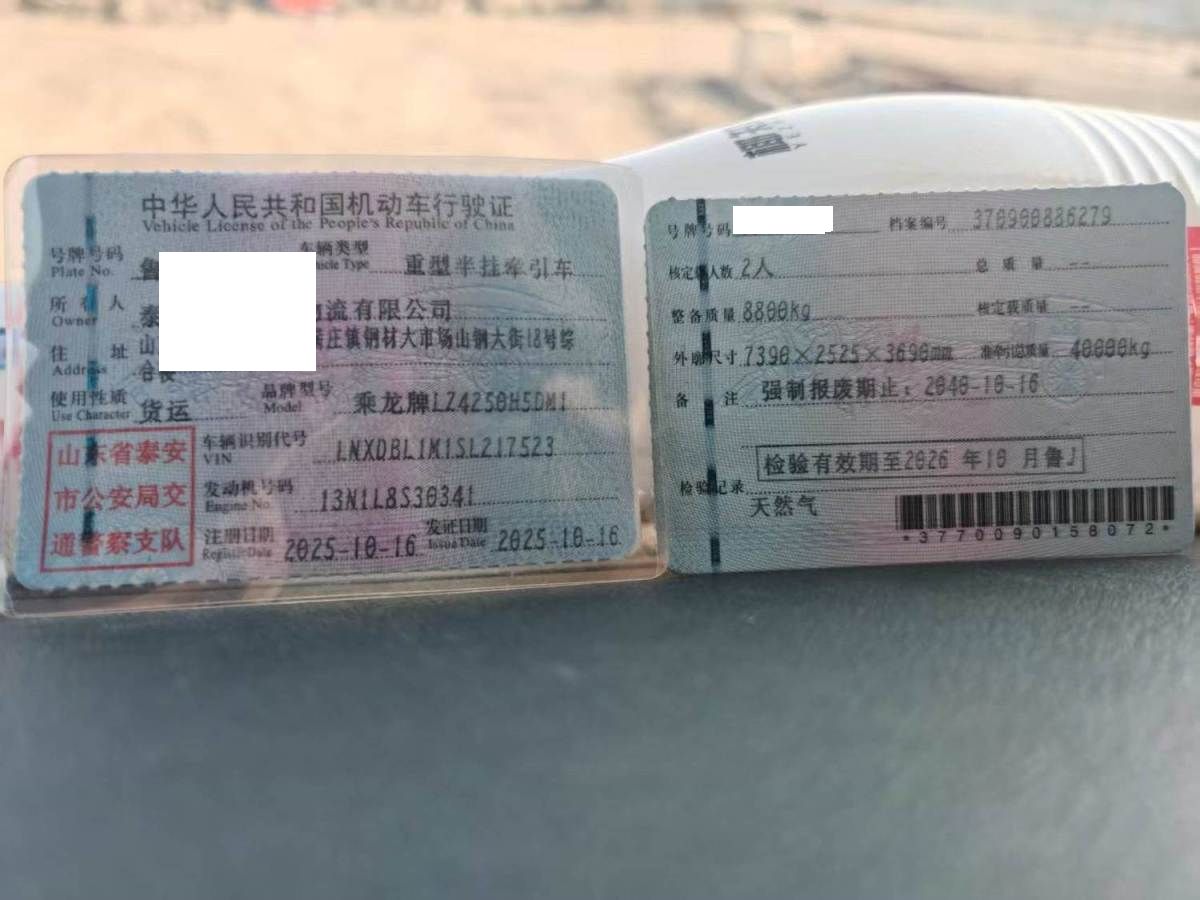 中华人民共和国机动车行驶证
Vehicle License of the People's Republic of China
号牌号码 鲁 车辆类型 重型半挂牵引车
Plate No. Vehicle Type
所有人 泰 物流有限公司
Owner
住址 山 庄镇钢材大市场山钢大街18号综合楼
Address
使用性质 货运 品牌型号 乘龙牌LZ4250H5DM1
Use Character Model
山东省泰安
市公安局交
通警察支队
车辆识别代号 LNXDBL1M1SL217523
VIN
发动机号码 13N1L8S30341
Engine No.
注册日期 2025-10-16 发证日期 2025-10-16
Register Date Issue Date
号牌号码 档案编号 370900886279
核定载人数 2人 总质量 --
整备质量 8800kg 核定载质量 --
外廓尺寸 7390×2525×3690mm 准牵引总质量 40000kg
备注 强制报废期止：2040-10-16
检验有效期至2026年10月鲁J
检验记录
天然气
*3770090158072*